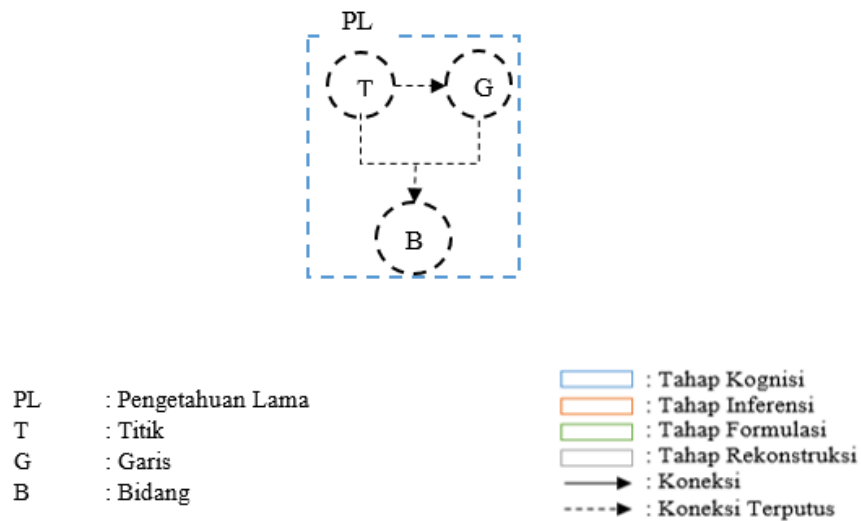 PL
T
G
B
PL : Pengetahuan Lama
T : Titik
G : Garis
B : Bidang
: Tahap Kognisi
: Tahap Inferensi
: Tahap Formulasi
: Tahap Rekonstruksi
: Koneksi
: Koneksi Terputus